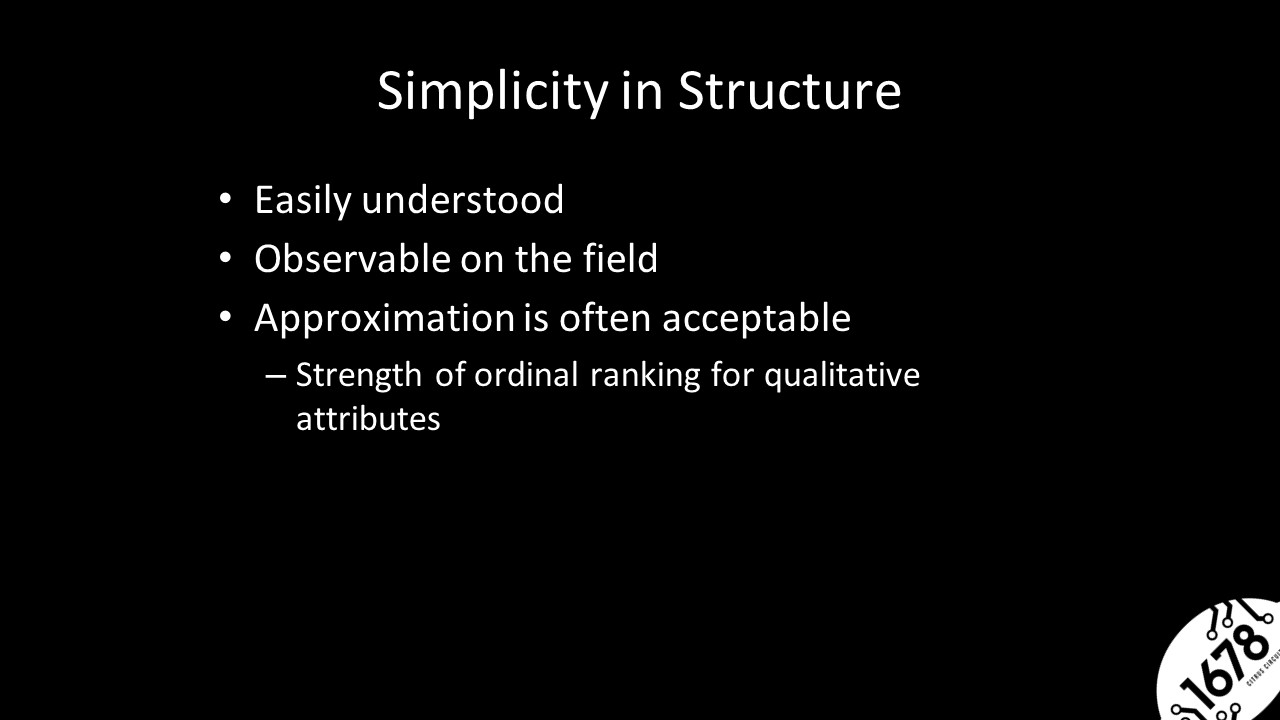 Simplicity in Structure
• Easily understood
• Observable on the field
• Approximation is often acceptable
– Strength of ordinal ranking for qualitative
attributes
1678
CITRUS